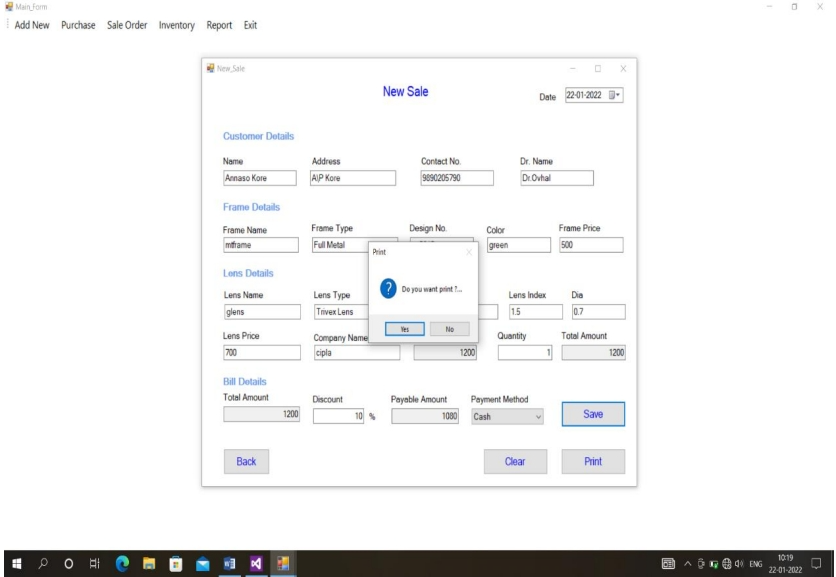 Main_Form
Add New Purchase Sale Order Inventory Report Exit
New_Sale
New Sale
Date 22-01-2022
Customer Details
Name Address Contact No. Dr. Name
Annaso Kore A\P Kore 9890205790 Dr.Ovhal
Frame Details
Frame Name Frame Type Design No. Color Frame Price
mtframe Full Metal green 500
Print
Do you want print ?...
Yes No
Lens Details
Lens Name Lens Type Lens Index Dia
glens Trivex Lens 1.5 0.7
Lens Price Company Name Quantity Total Amount
700 cipla 1200 1 1200
Bill Details
Total Amount Discount Payable Amount Payment Method
1200 10 % 1080 Cash
Save
Back Clear Print
ENG
10:19
22-01-2022